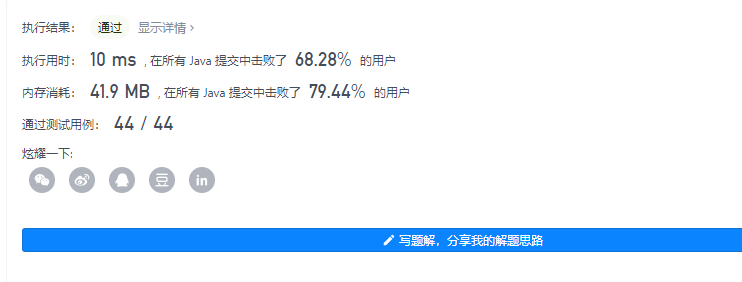 执行结果： 通过 显示详情 ›
执行用时： 10 ms , 在所有 Java 提交中击败了 68.28% 的用户
内存消耗： 41.9 MB , 在所有 Java 提交中击败了 79.44% 的用户
通过测试用例： 44 / 44
炫耀一下:
豆 in
写题解，分享我的解题思路